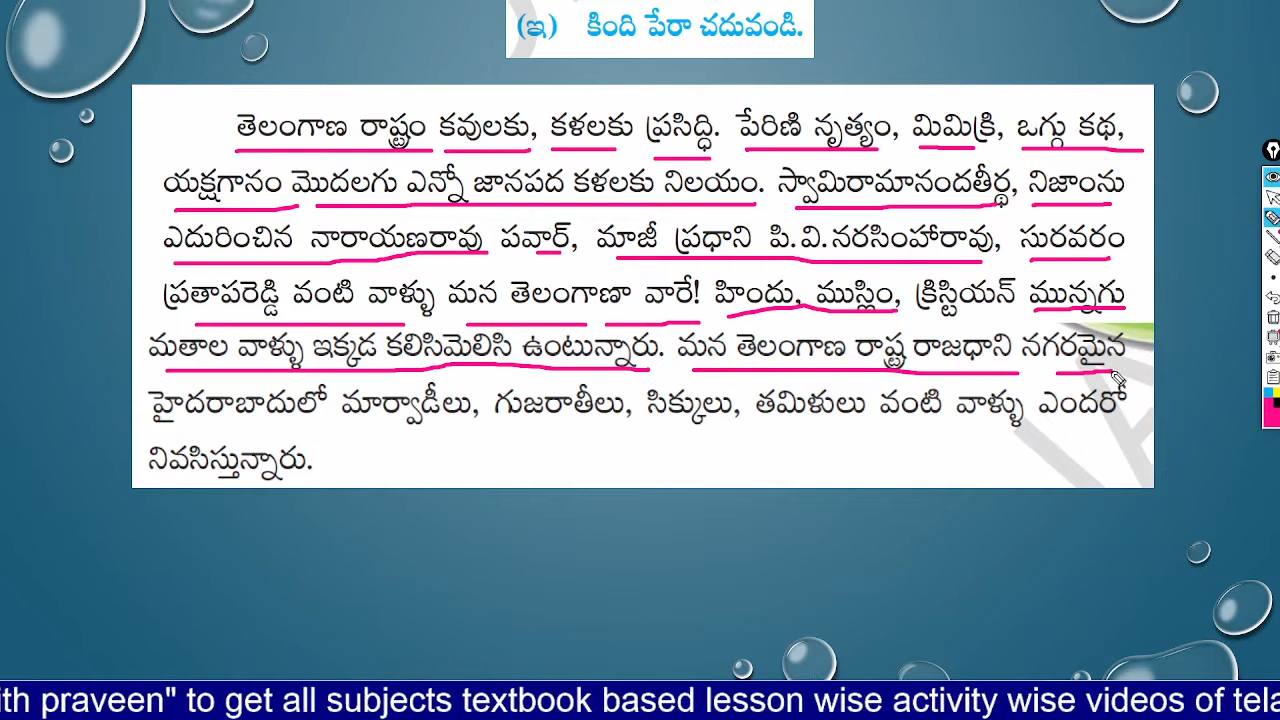 (ఇ) కింది పేరా చదువండి.
తెలంగాణ రాష్ట్రం కవులకు, కళలకు ప్రసిద్ధి. పేరిణి నృత్యం, మిమిక్రి, ఒగ్గు కథ,
యక్షగానం మొదలగు ఎన్నో జానపద కళలకు నిలయం. స్వామిరామానందతీర్థ, నిజాంను
ఎదురించిన నారాయణరావు పవార్, మాజీ ప్రధాని పి.వి.నరసింహారావు, సురవరం
ప్రతాపరెడ్డి వంటి వాళ్ళు మన తెలంగాణా వారే! హిందు, ముస్లిం, క్రిస్టియన్ మున్నగు
మతాల వాళ్ళు ఇక్కడ కలిసిమెలిసి ఉంటున్నారు. మన తెలంగాణ రాష్ట్ర రాజధాని నగరమైన
హైదరాబాదులో మార్వాడీలు, గుజరాతీలు, సిక్కులు, తమిళులు వంటి వాళ్ళు ఎందరో
నివసిస్తున్నారు.
ith praveen" to get all subjects textbook based lesson wise activity wise videos of tela